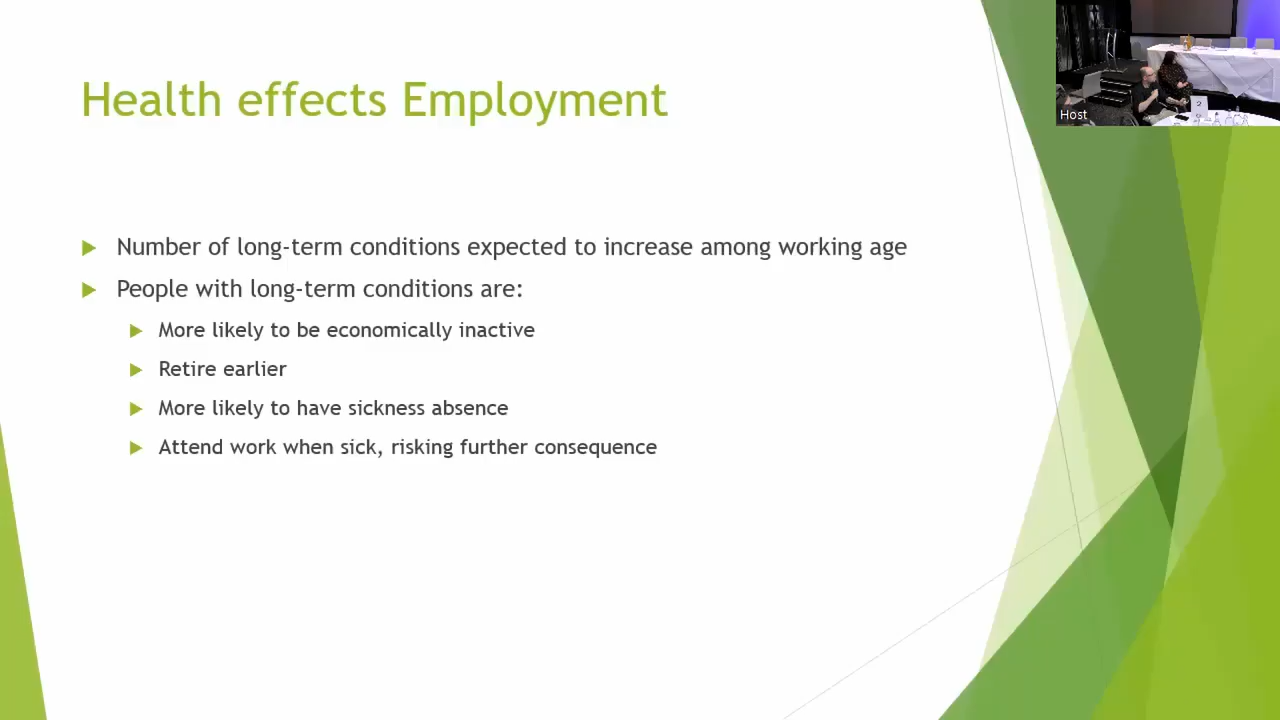 Health effects Employment
Number of long-term conditions expected to increase among working age
People with long-term conditions are:
More likely to be economically inactive
Retire earlier
More likely to have sickness absence
Attend work when sick, risking further consequence
Host
2